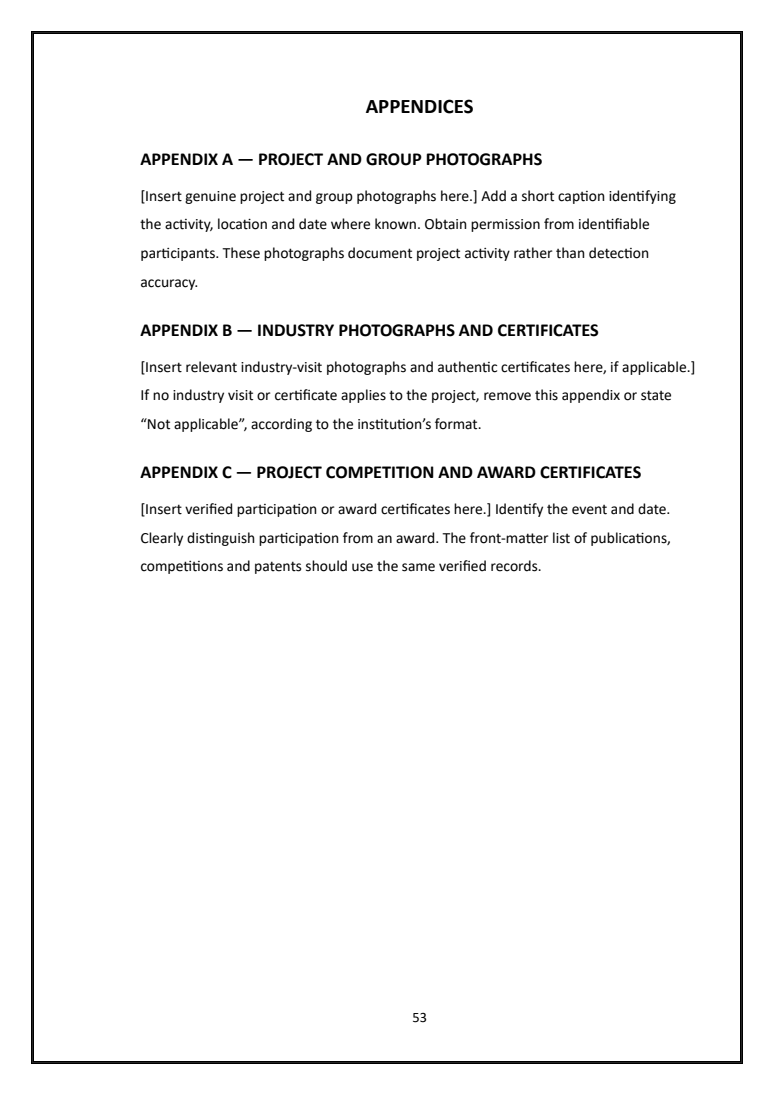 APPENDICES
APPENDIX A — PROJECT AND GROUP PHOTOGRAPHS
[Insert genuine project and group photographs here.] Add a short caption identifying
the activity, location and date where known. Obtain permission from identifiable
participants. These photographs document project activity rather than detection
accuracy.
APPENDIX B — INDUSTRY PHOTOGRAPHS AND CERTIFICATES
[Insert relevant industry-visit photographs and authentic certificates here, if applicable.]
If no industry visit or certificate applies to the project, remove this appendix or state
“Not applicable”, according to the institution’s format.
APPENDIX C — PROJECT COMPETITION AND AWARD CERTIFICATES
[Insert verified participation or award certificates here.] Identify the event and date.
Clearly distinguish participation from an award. The front-matter list of publications,
competitions and patents should use the same verified records.
53